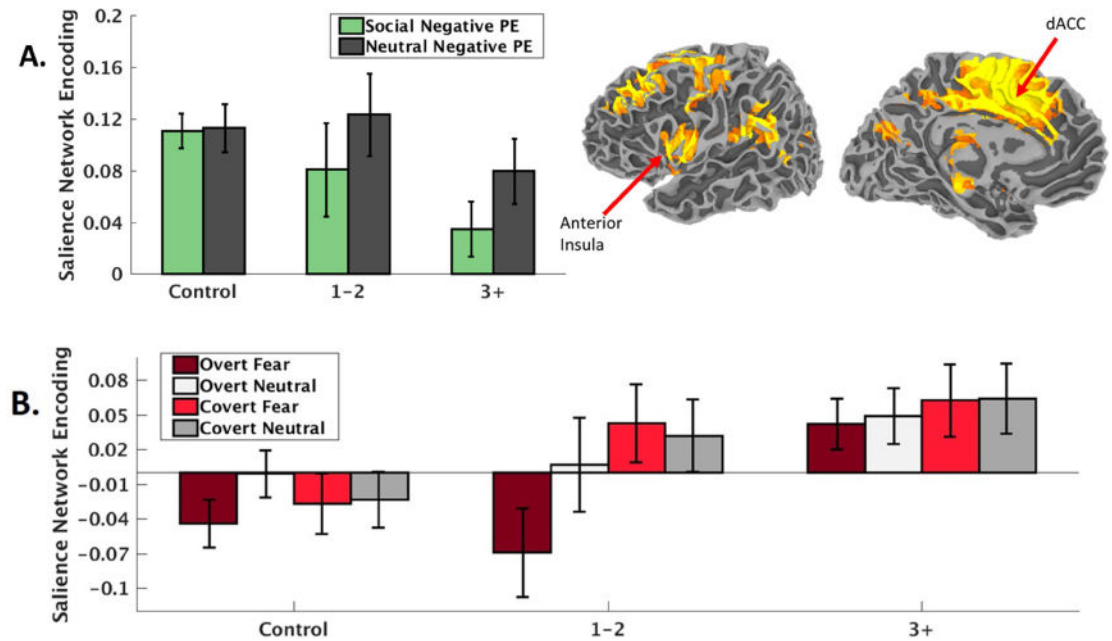 A.
Salience Network Encoding
0.2
0.16
0.12
0.08
0.04
0
Social Negative PE
Neutral Negative PE
Control
1-2
3+
Anterior
Insula
dACC
B.
Salience Network Encoding
0.08
0.05
0.02
-0.01
-0.04
-0.07
-0.1
Overt Fear
Overt Neutral
Covert Fear
Covert Neutral
Control
1-2
3+